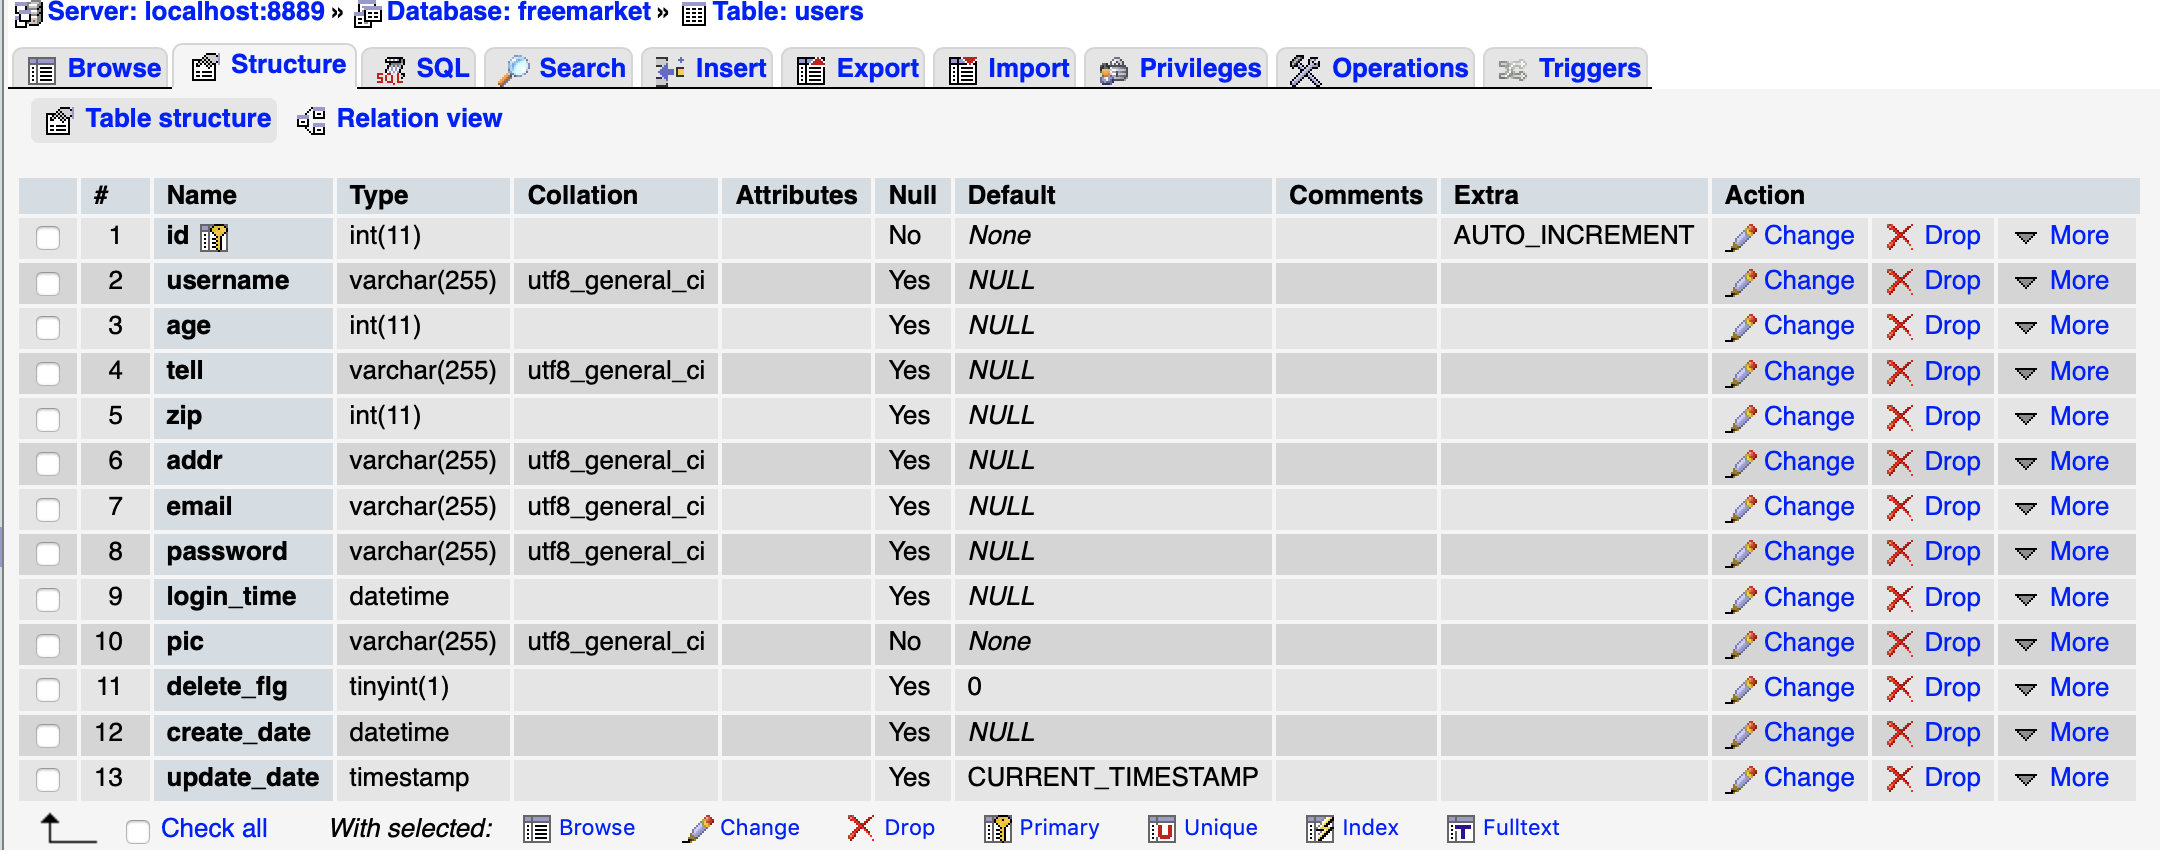 Server: localhost:8889 » Database: freemarket » Table: users
Browse Structure SQL Search Insert Export Import Privileges Operations Triggers
Table structure Relation view
# Name Type Collation Attributes Null Default Comments Extra Action
1 id int(11) No None AUTO_INCREMENT Change Drop More
2 username varchar(255) utf8_general_ci Yes NULL Change Drop More
3 age int(11) Yes NULL Change Drop More
4 tell varchar(255) utf8_general_ci Yes NULL Change Drop More
5 zip int(11) Yes NULL Change Drop More
6 addr varchar(255) utf8_general_ci Yes NULL Change Drop More
7 email varchar(255) utf8_general_ci Yes NULL Change Drop More
8 password varchar(255) utf8_general_ci Yes NULL Change Drop More
9 login_time datetime Yes NULL Change Drop More
10 pic varchar(255) utf8_general_ci No None Change Drop More
11 delete_flg tinyint(1) Yes 0 Change Drop More
12 create_date datetime Yes NULL Change Drop More
13 update_date timestamp Yes CURRENT_TIMESTAMP Change Drop More
Check all With selected: Browse Change Drop Primary Unique Index Fulltext